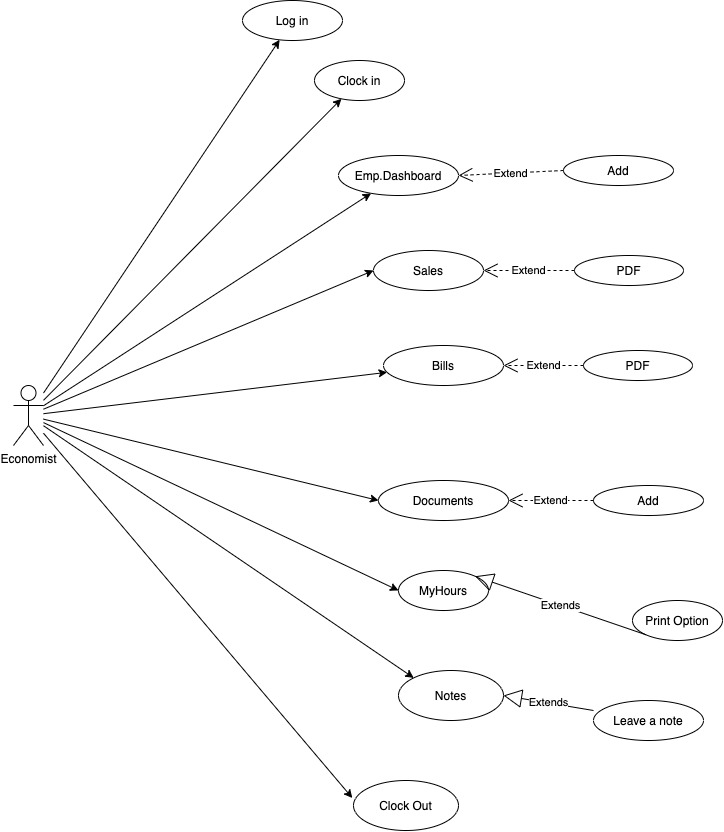 Log in
Clock in
Emp.Dashboard
Extend
Add
Sales
Extend
PDF
Bills
Extend
PDF
Economist
Documents
Extend
Add
MyHours
Extends
Print Option
Notes
Extends
Leave a note
Clock Out